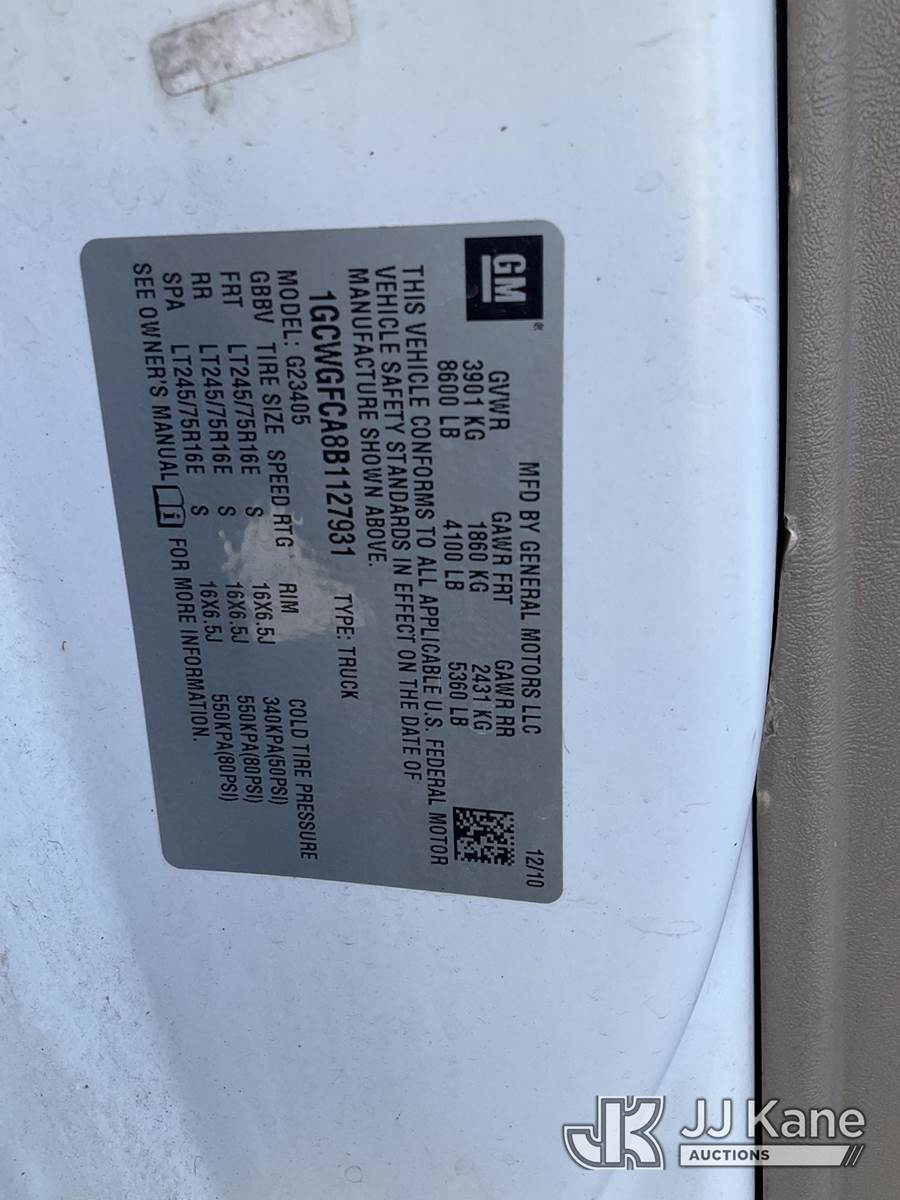 GM ®
MFD BY GENERAL MOTORS LLC 12/10
GVWR GAWR FRT GAWR RR
3901 KG 1860 KG 2431 KG
8600 LB 4100 LB 5360 LB
THIS VEHICLE CONFORMS TO ALL APPLICABLE U.S. FEDERAL MOTOR
VEHICLE SAFETY STANDARDS IN EFFECT ON THE DATE OF
MANUFACTURE SHOWN ABOVE.
1GCWGFCA8B1127931 TYPE: TRUCK
MODEL: G23405
GBBV TIRE SIZE SPEED RTG RIM COLD TIRE PRESSURE
FRT LT245/75R16E S 16X6.5J 340KPA(50PSI)
RR LT245/75R16E S 16X6.5J 550KPA(80PSI)
SPA LT245/75R16E S 16X6.5J 550KPA(80PSI)
SEE OWNER'S MANUAL i FOR MORE INFORMATION.
JK JJ Kane
AUCTIONS